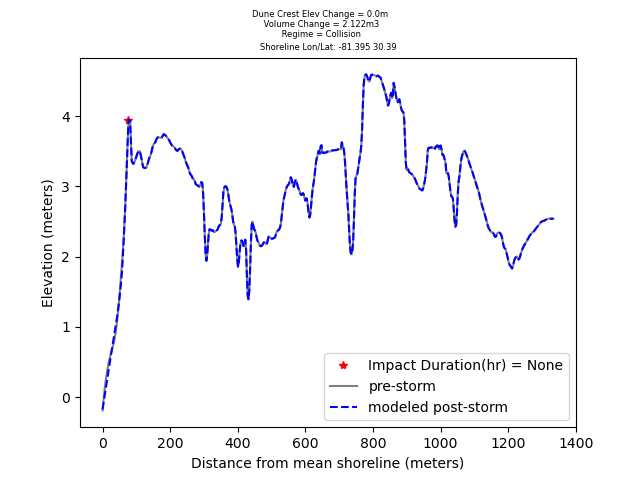 Dune Crest Elev Change = 0.0m
Volume Change = 2.122m3
Regime = Collision
Shoreline Lon/Lat: -81.395 30.39
Elevation (meters)
4
3
2
1
0
Impact Duration(hr) = None
pre-storm
modeled post-storm
0 200 400 600 800 1000 1200 1400
Distance from mean shoreline (meters)